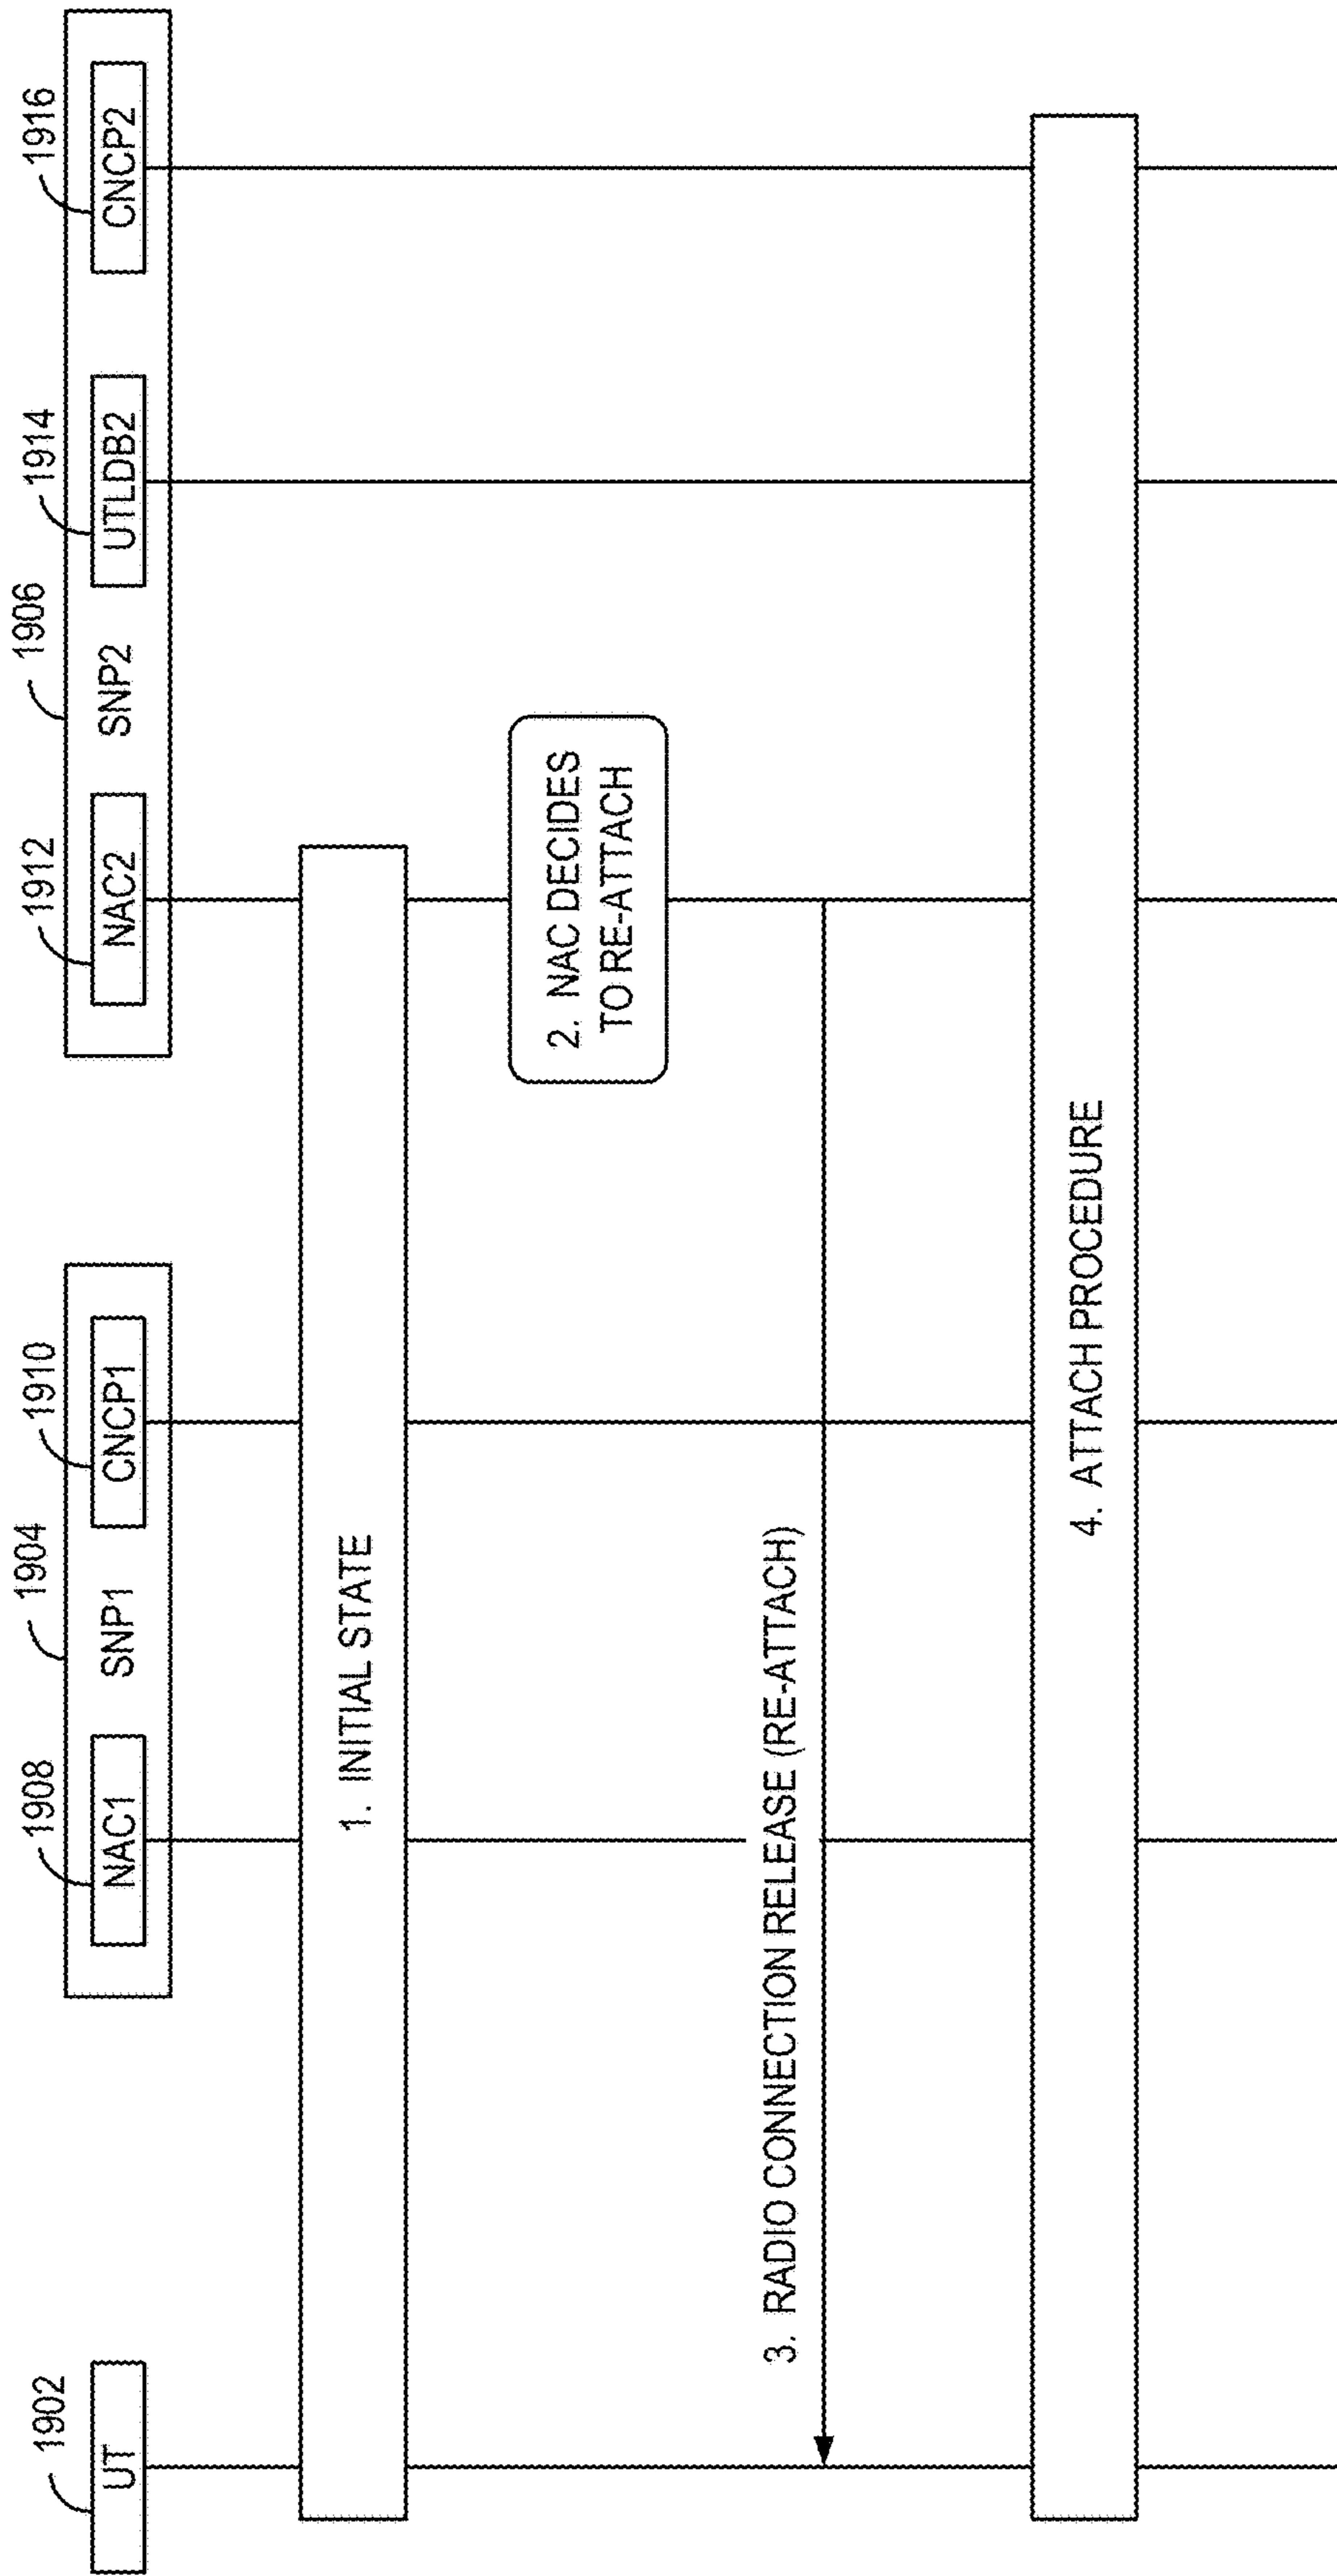 1902
1904
1906
1908
1910
1912
1914
1916
UT
NAC1
SNP1
CNCP1
NAC2
SNP2
UTLDB2
CNCP2
1. INITIAL STATE
2. NAC DECIDES
TO RE-ATTACH
3. RADIO CONNECTION RELEASE (RE-ATTACH)
4. ATTACH PROCEDURE